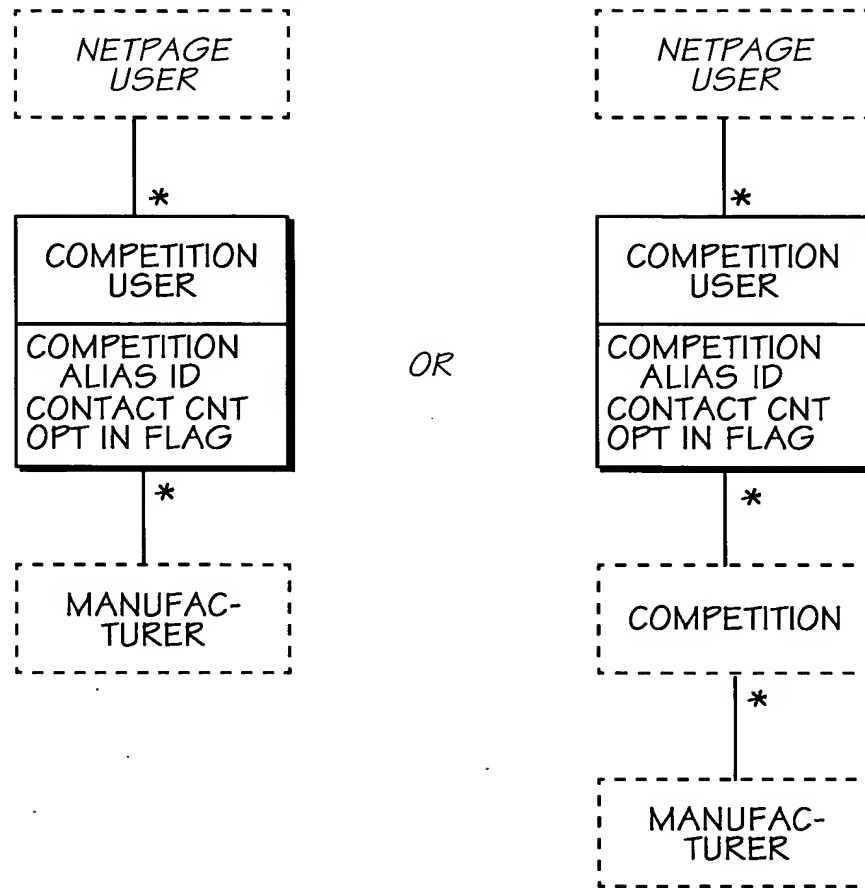 NETPAGE
USER
*
COMPETITION
USER
COMPETITION
ALIAS ID
CONTACT CNT
OPT IN FLAG
*
MANUFAC-
TURER
OR
NETPAGE
USER
*
COMPETITION
USER
COMPETITION
ALIAS ID
CONTACT CNT
OPT IN FLAG
*
COMPETITION
*
MANUFAC-
TURER